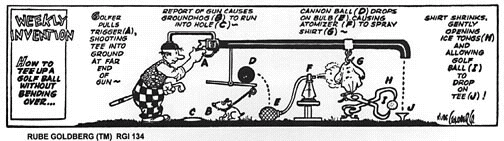 WEEKLY
INVENTION
HOW TO
TEE UP A
GOLF BALL
WITHOUT
BENDING
OVER...
GOLFER
PULLS
TRIGGER (A),
SHOOTING
TEE INTO
GROUND
AT FAR
END
OF
GUN ~
REPORT OF GUN CAUSES
GROUNDHOG (B) TO RUN
INTO HOLE (C) ~
CANNON BALL (D) DROPS
ON BULB (E), CAUSING
ATOMIZER (F) TO SPRAY
SHIRT (G) ~
SHIRT SHRINKS,
GENTLY
OPENING
ICE TONGS (H)
AND
ALLOWING
GOLF
BALL (I)
TO
DROP
ON
TEE (J)!
A
D
F
G
H
I
C
B
E
J
RUBE GOLDBERG (TM) RGI 134